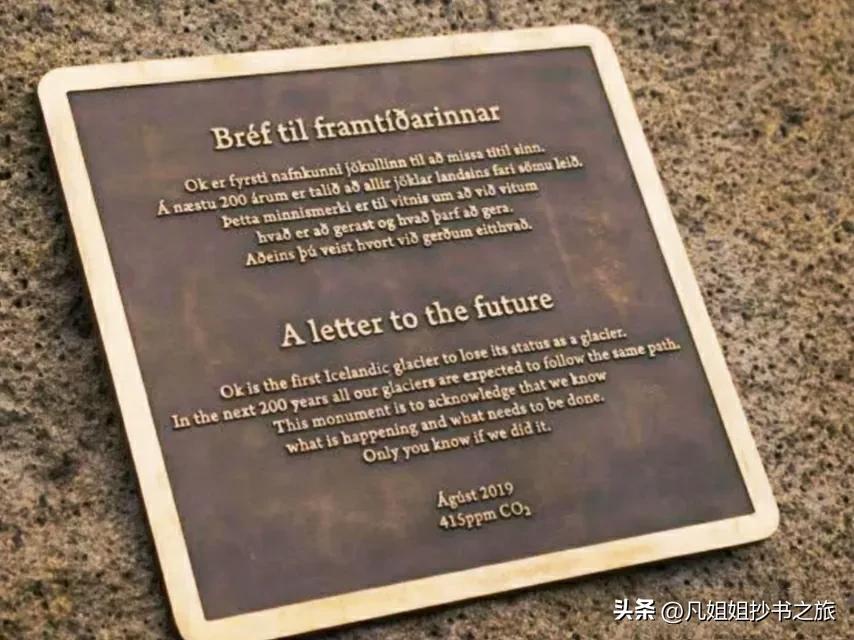 Bréf til framtíðarinnar
Ok er fyrsti nafnkunni jökullinn til að missa titil sinn.
Á næstu 200 árum er talið að allir jöklar landsins fari sömu leið.
Þetta minnismerki er til vitnis um að við vitum
hvað er að gerast og hvað þarf að gera.
Aðeins þú veist hvort við gerðum eitthvað.
A letter to the future
Ok is the first Icelandic glacier to lose its status as a glacier.
In the next 200 years all our glaciers are expected to follow the same path.
This monument is to acknowledge that we know
what is happening and what needs to be done.
Only you know if we did it.
Ágúst 2019
415ppm CO₂
头条 @凡姐姐抄书之旅